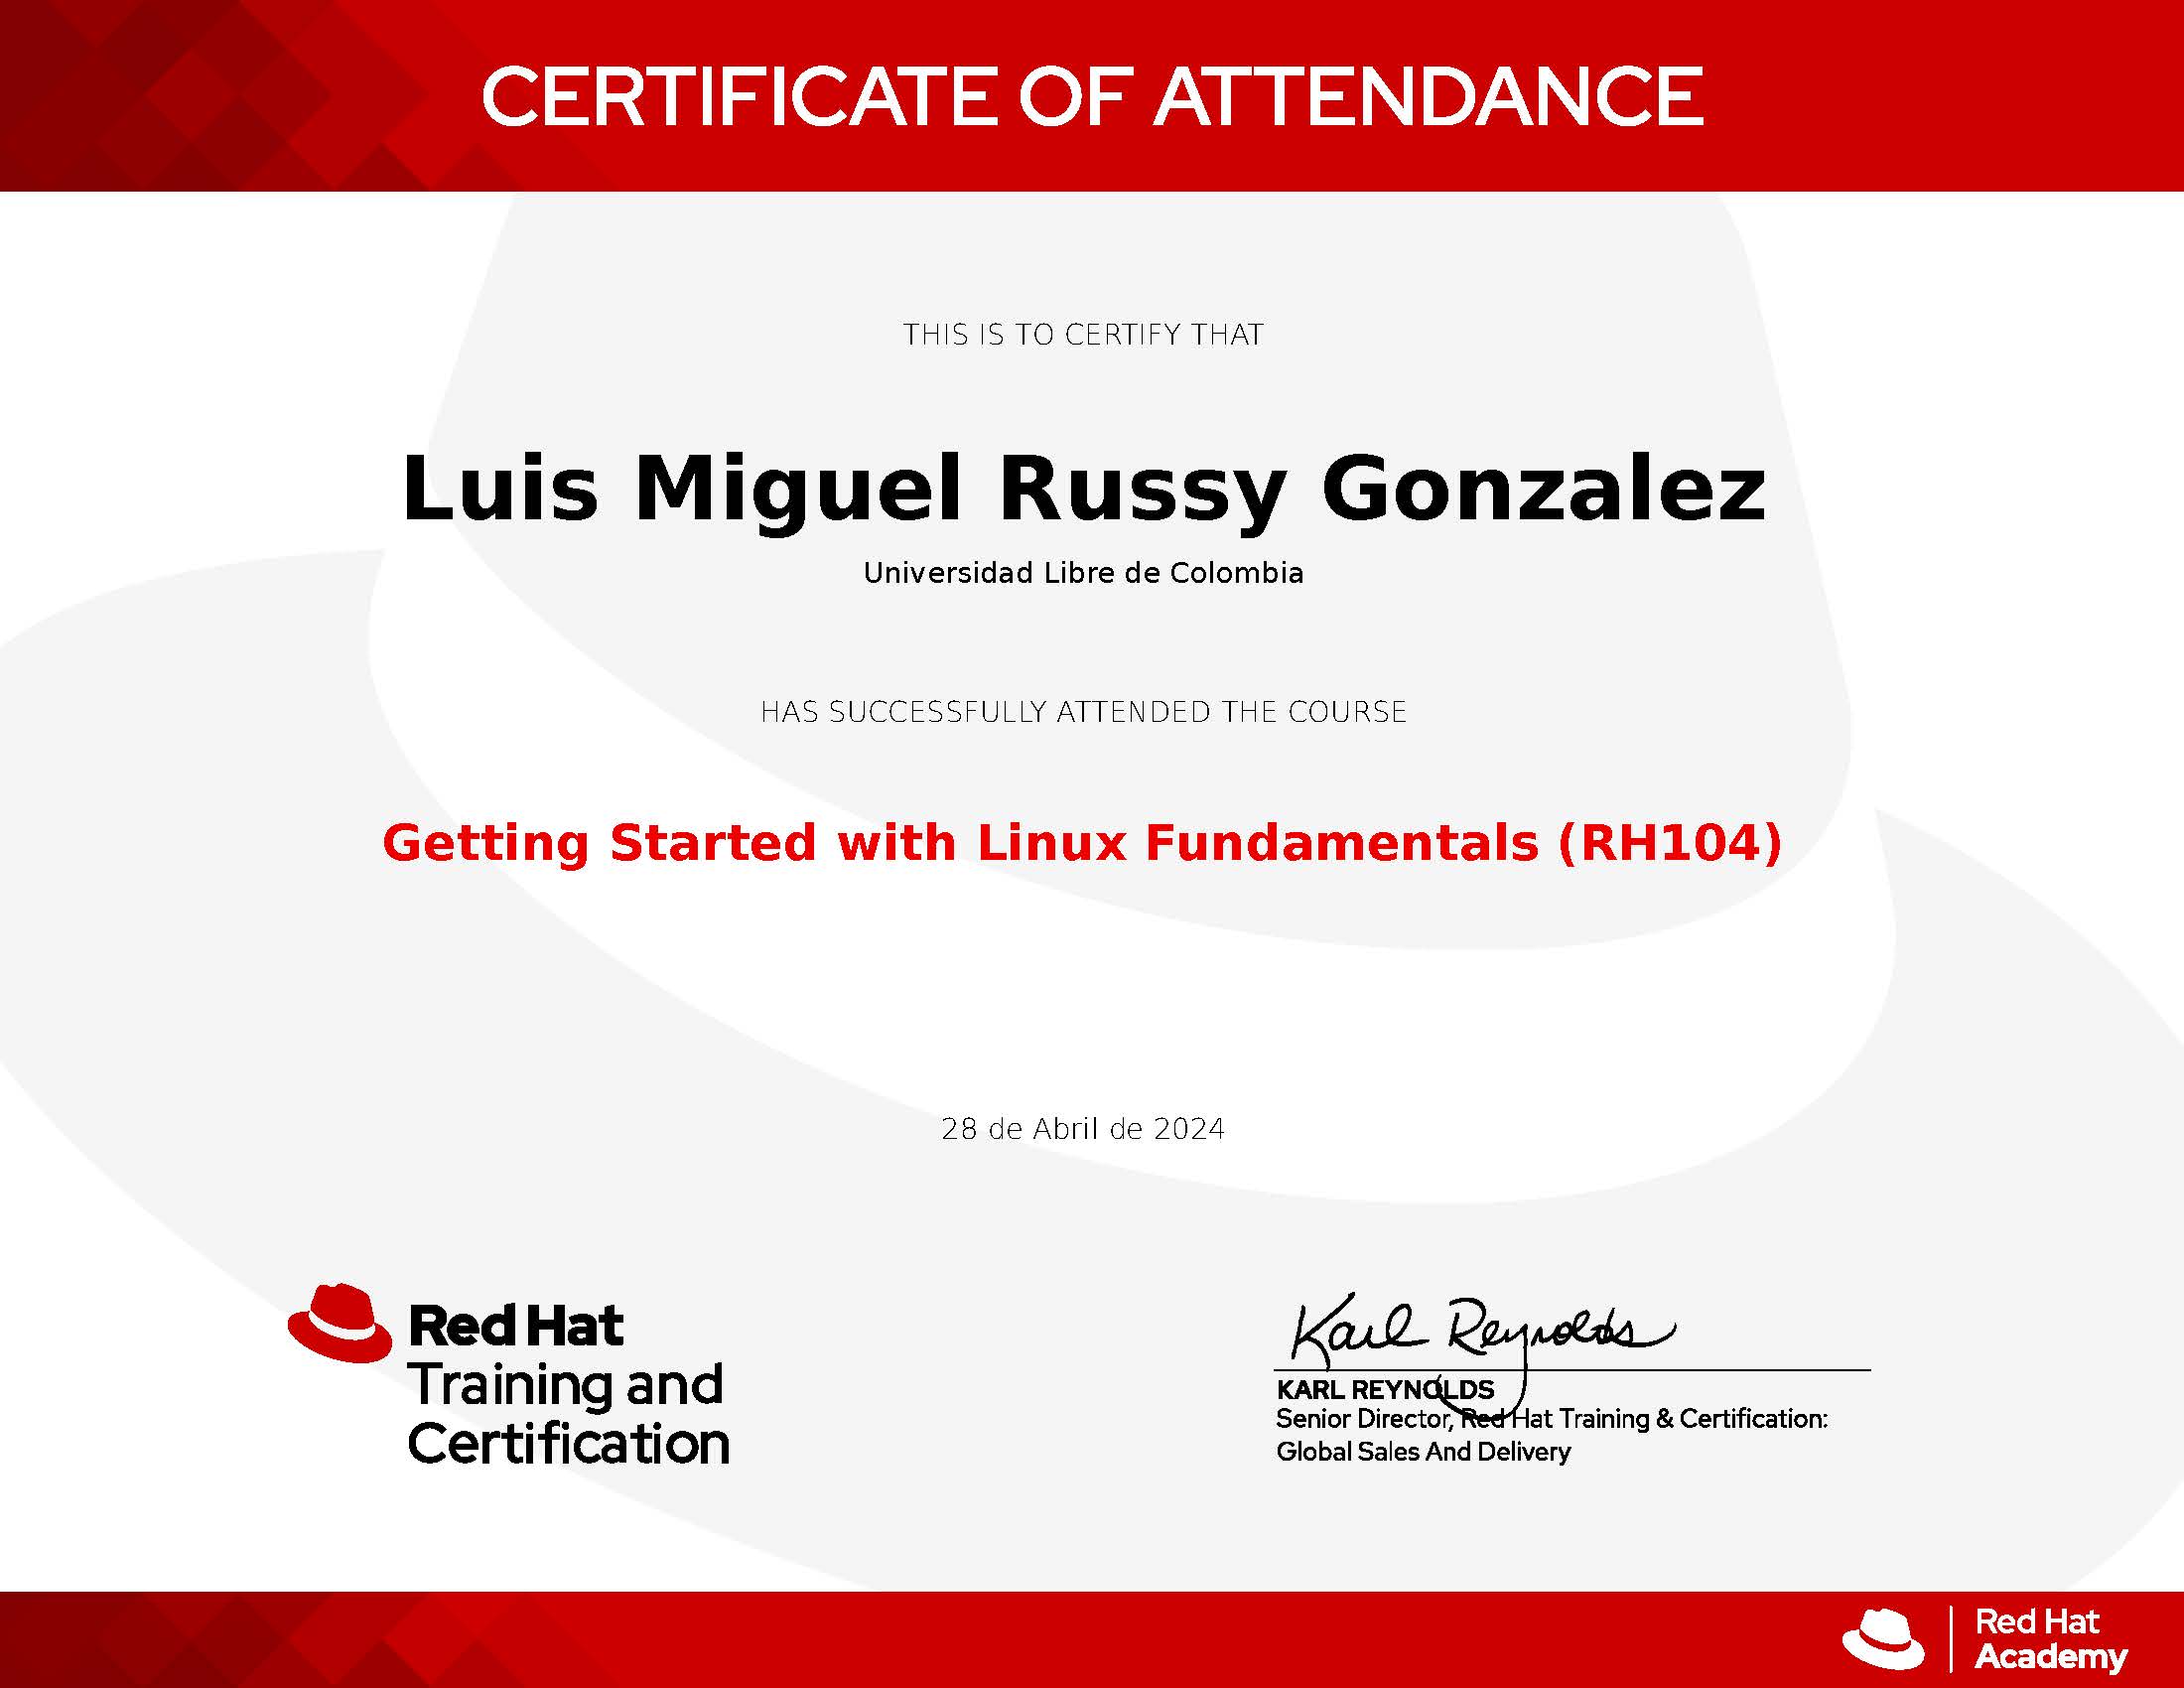 CERTIFICATE OF ATTENDANCE
THIS IS TO CERTIFY THAT
Luis Miguel Russy Gonzalez
Universidad Libre de Colombia
HAS SUCCESSFULLY ATTENDED THE COURSE
Getting Started with Linux Fundamentals (RH104)
28 de Abril de 2024
Red Hat
Training and
Certification
Karl Reynolds
KARL REYNOLDS
Senior Director, Red Hat Training & Certification:
Global Sales And Delivery
Red Hat
Academy